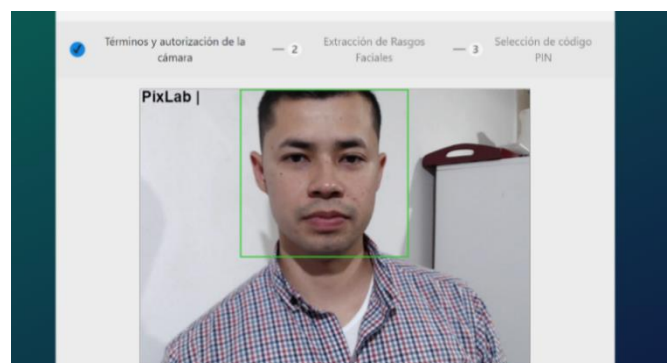 Términos y autorización de la
cámara
2
Extracción de Rasgos
Faciales
3
Selección de código
PIN
PixLab |